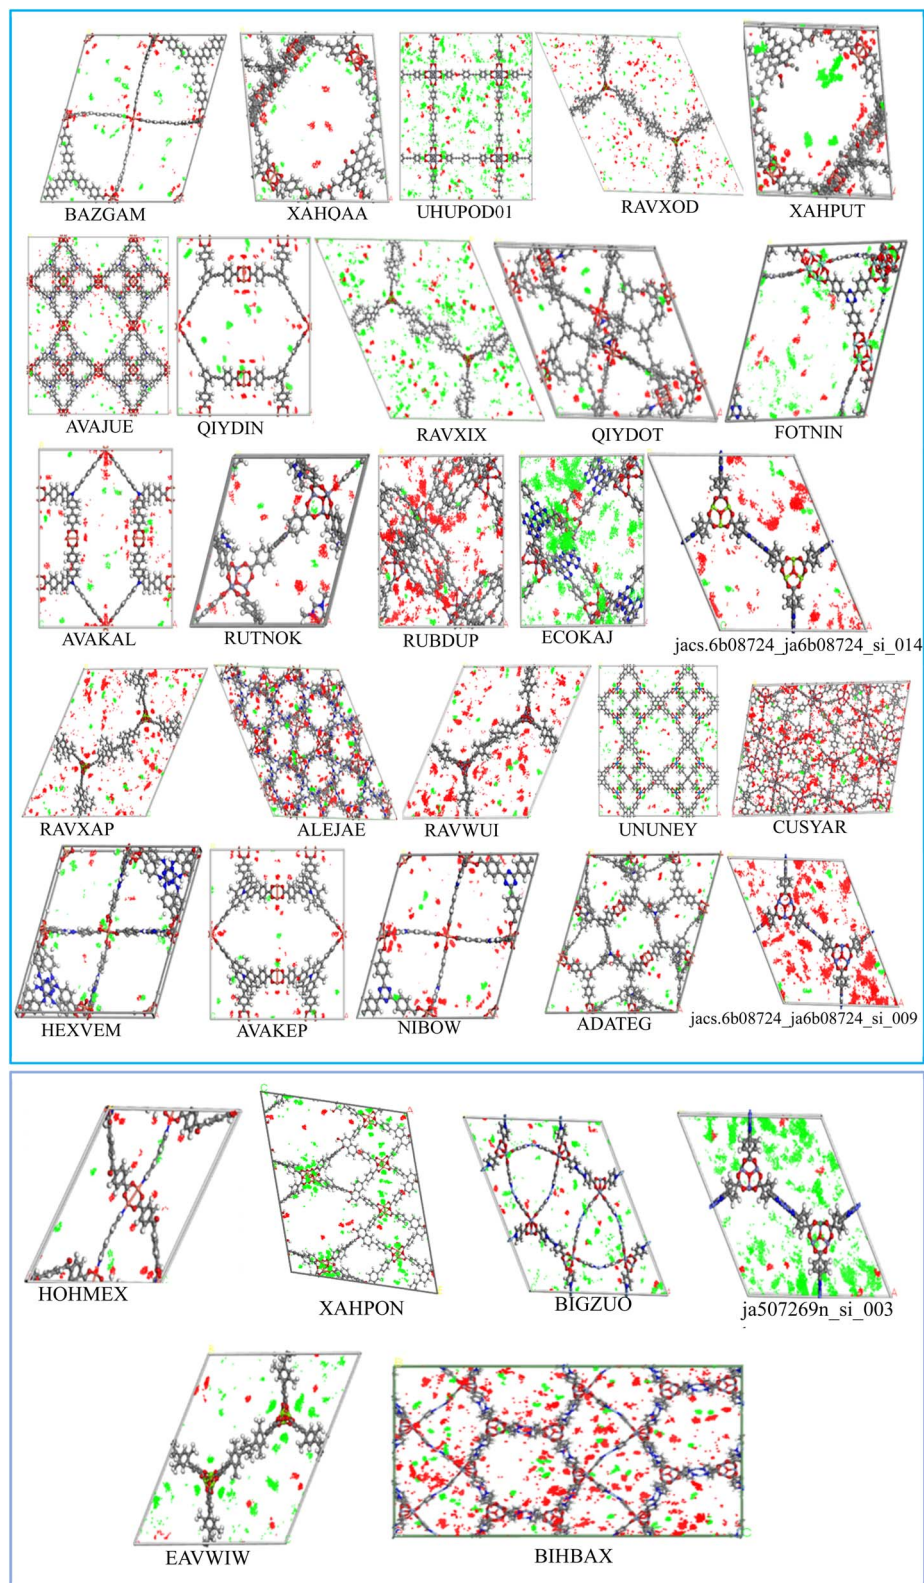 BAZGAM
XAHQAA
UHUPOD01
RAVXOD
XAHPUT
AVAJUE
QIYDIN
RAVXIX
QIYDOT
FOTNIN
AVAKAL
RUTNOK
RUBDUP
ECOKAJ
jacs.6b08724_ja6b08724_si_014
RAVXAP
ALEJAE
RAVWUI
UNUNEY
CUSYAR
HEXVEM
AVAKEP
NIBOW
ADATEG
jacs.6b08724_ja6b08724_si_009
HOHMEX
XAHPON
BIGZUO
ja507269n_si_003
EAVWIW
BIHBAX